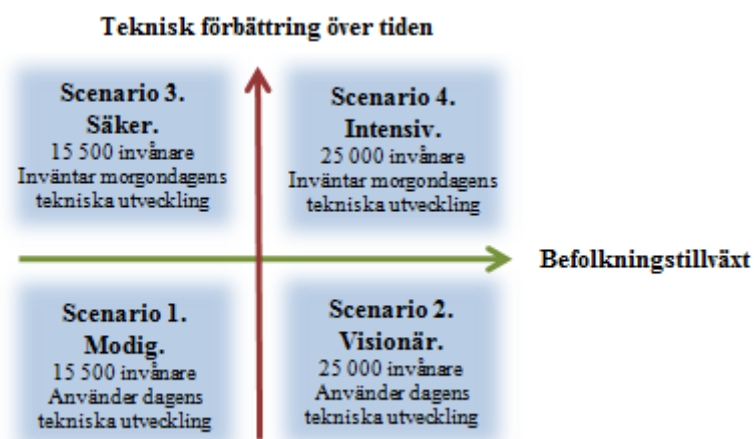 Teknisk förbättring över tiden
Scenario 3.
Säker.
15 500 invånare
Inväntar morgondagens
tekniska utveckling
Scenario 4.
Intensiv.
25 000 invånare
Inväntar morgondagens
tekniska utveckling
Befolkningstillväxt
Scenario 1.
Modig.
15 500 invånare
Använder dagens
tekniska utveckling
Scenario 2.
Visionär.
25 000 invånare
Använder dagens
tekniska utveckling